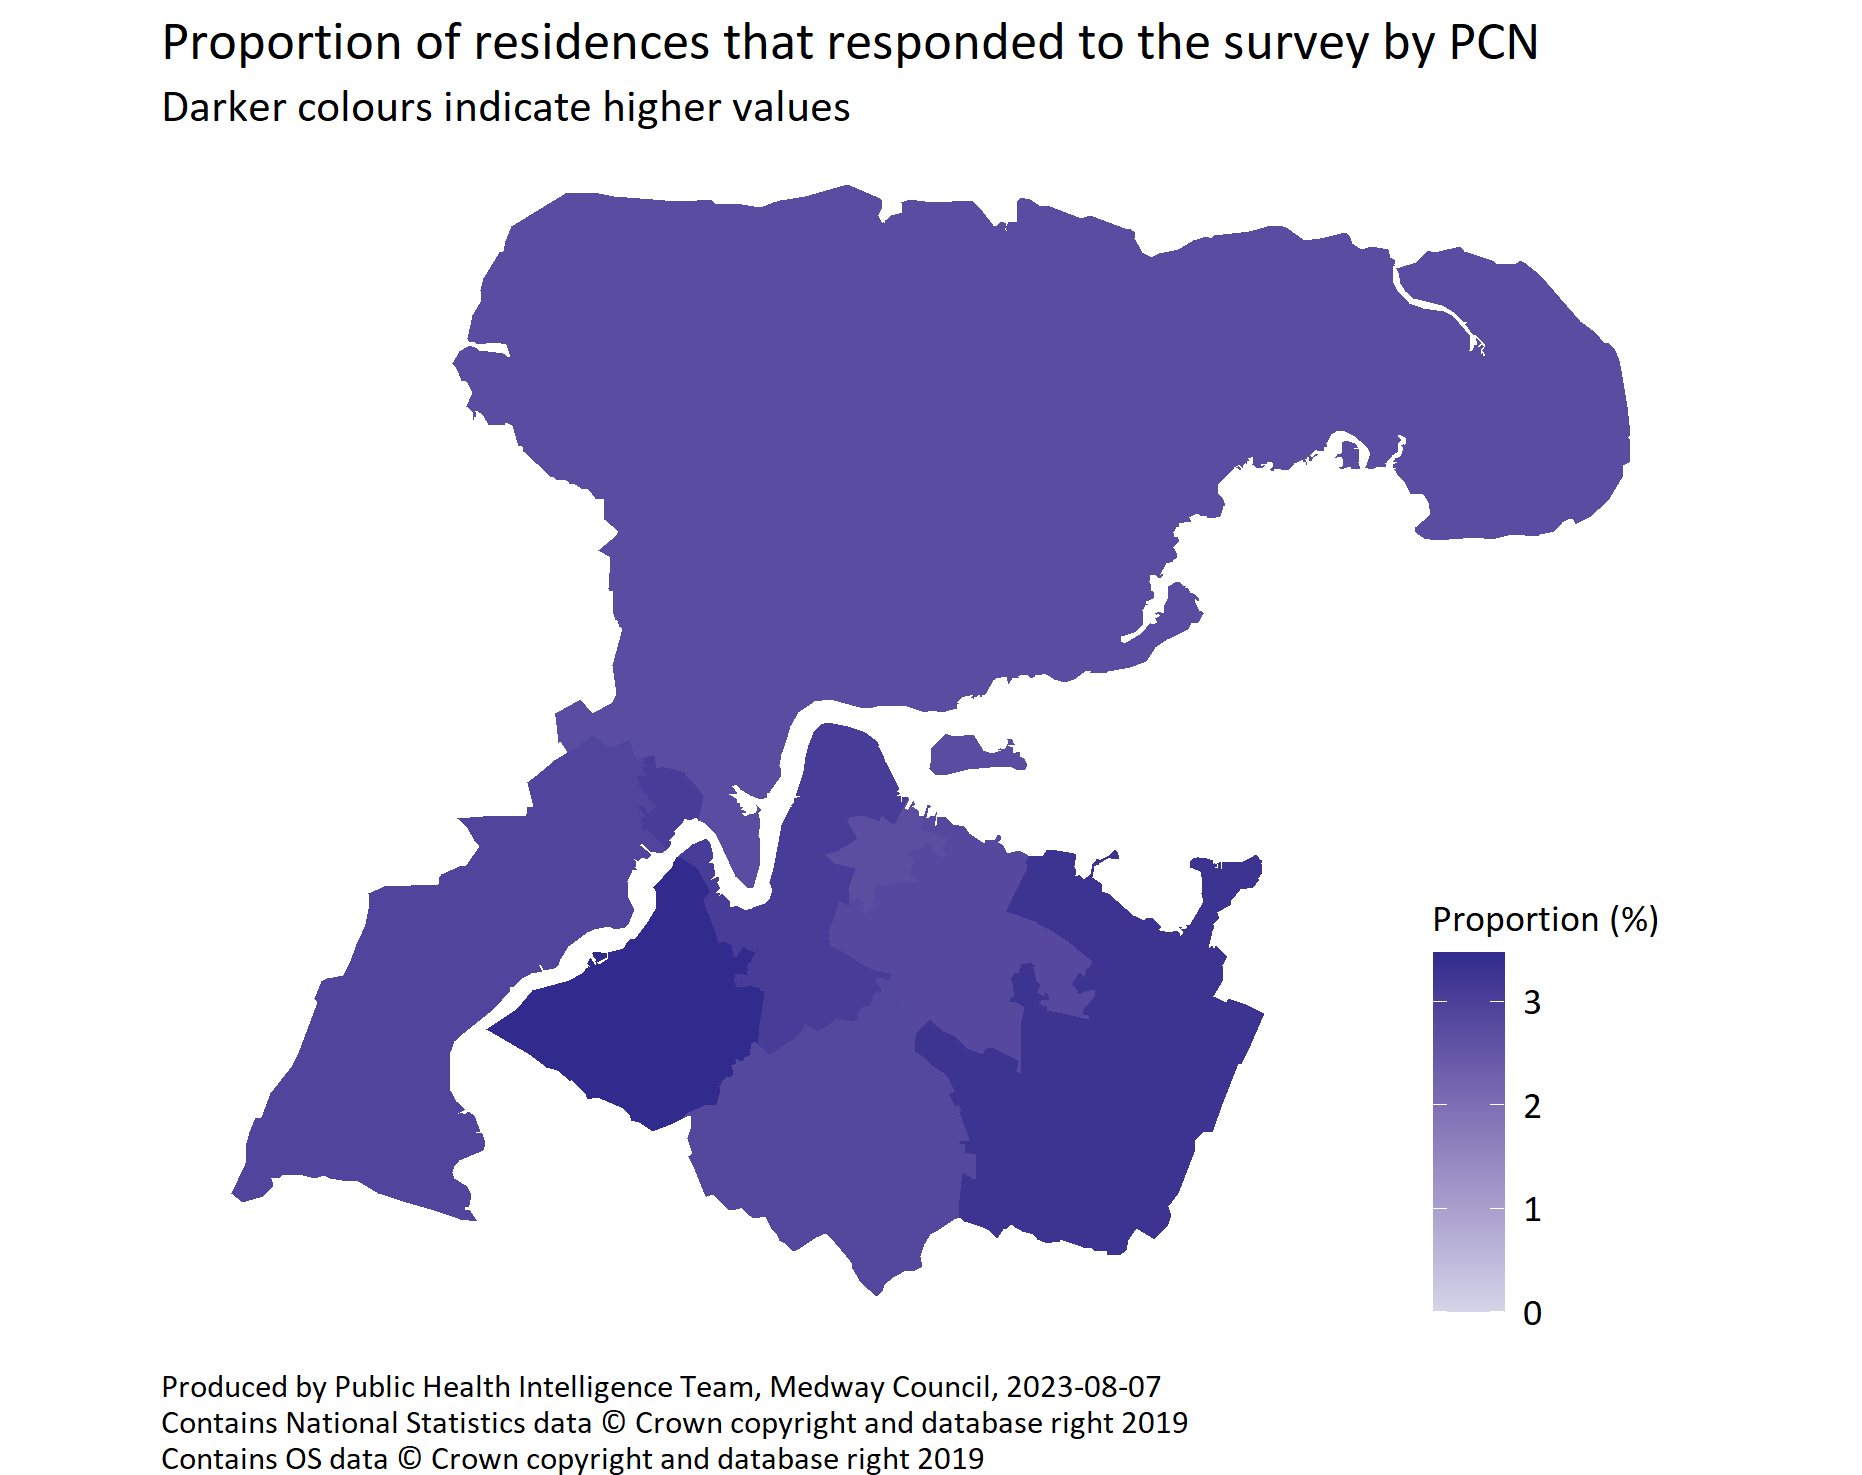 Proportion of residences that responded to the survey by PCN
Darker colours indicate higher values
Proportion (%)
3
2
1
0
Produced by Public Health Intelligence Team, Medway Council, 2023-08-07
Contains National Statistics data © Crown copyright and database right 2019
Contains OS data © Crown copyright and database right 2019